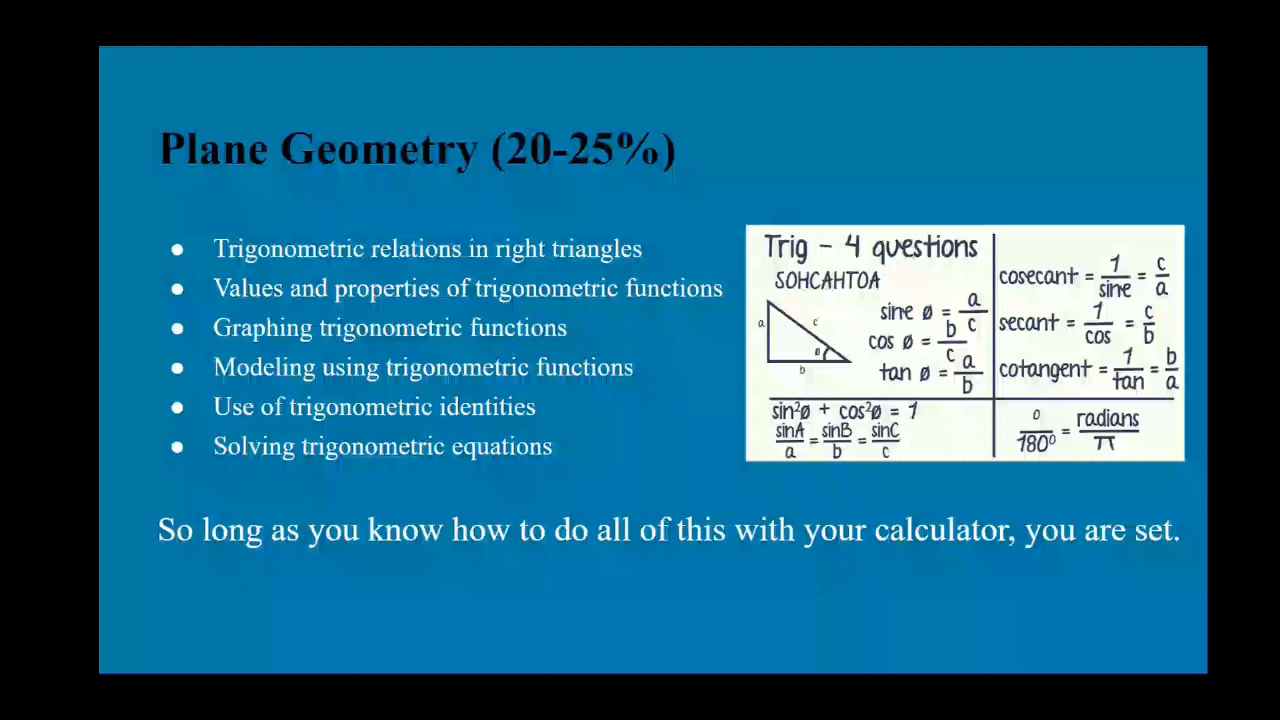 Plane Geometry (20-25%)
● Trigonometric relations in right triangles
● Values and properties of trigonometric functions
● Graphing trigonometric functions
● Modeling using trigonometric functions
● Use of trigonometric identities
● Solving trigonometric equations
Trig - 4 questions
SOHCAHTOA
a
c
ø
b
sine ø = a/c
cos ø = b/c
tan ø = a/b
cosecant = 1/sine = c/a
secant = 1/cos = c/b
cotangent = 1/tan = b/a
sin²ø + cos²ø = 1
sinA/a = sinB/b = sinC/c
°/180° = radians/π
So long as you know how to do all of this with your calculator, you are set.